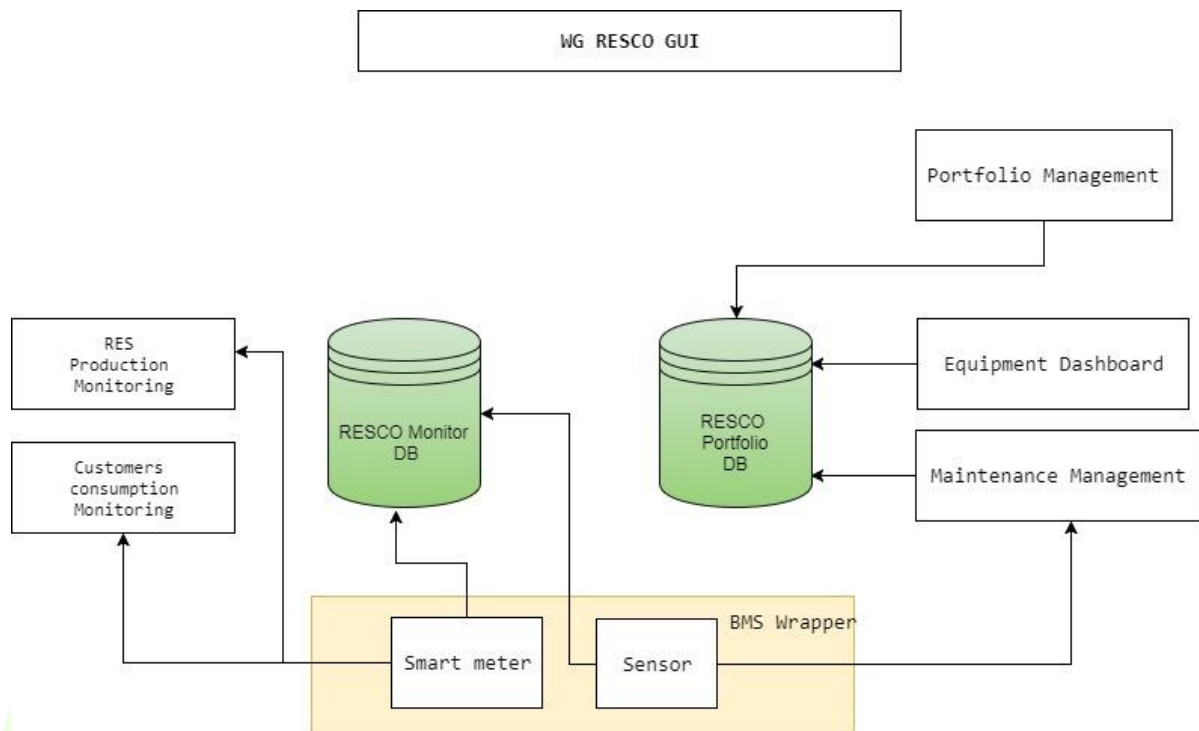 WG RESCO GUI
Portfolio Management
RES
Production
Monitoring
Equipment Dashboard
RESCO Monitor
DB
RESCO
Portfolio
DB
Customers
consumption
Monitoring
Maintenance Management
BMS Wrapper
Smart meter
Sensor